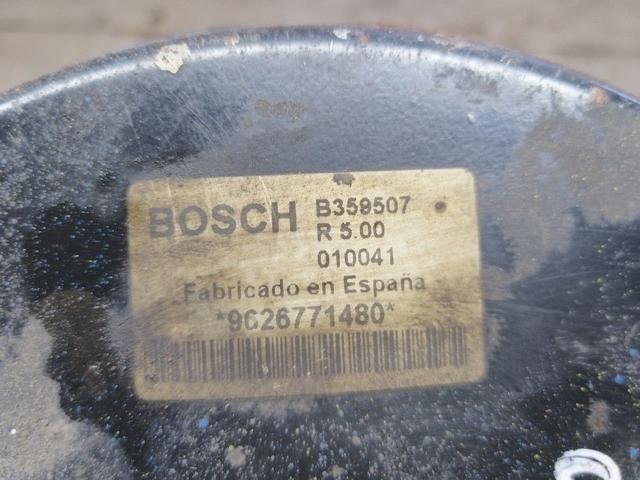 BOSCH B359507
R 5.00
010041
Fabricado en España
*9626771480*